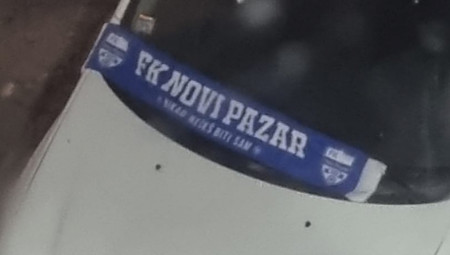 FK NOVI PAZAR
NIKAD NEĆEŠ BITI SAM